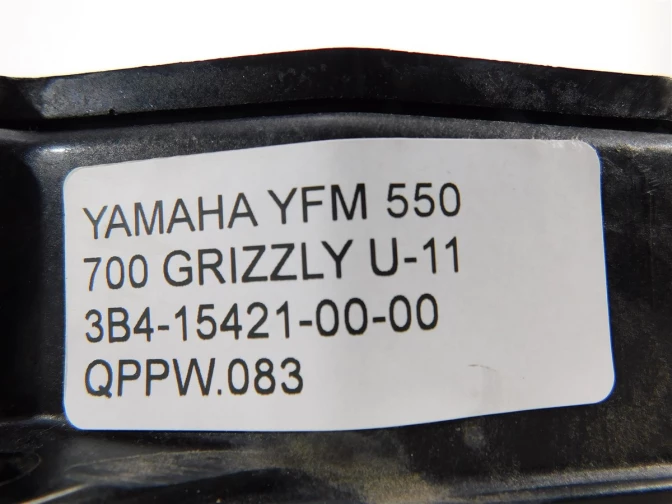 YAMAHA YFM 550
700 GRIZZLY U-11
3B4-15421-00-00
QPPW.083